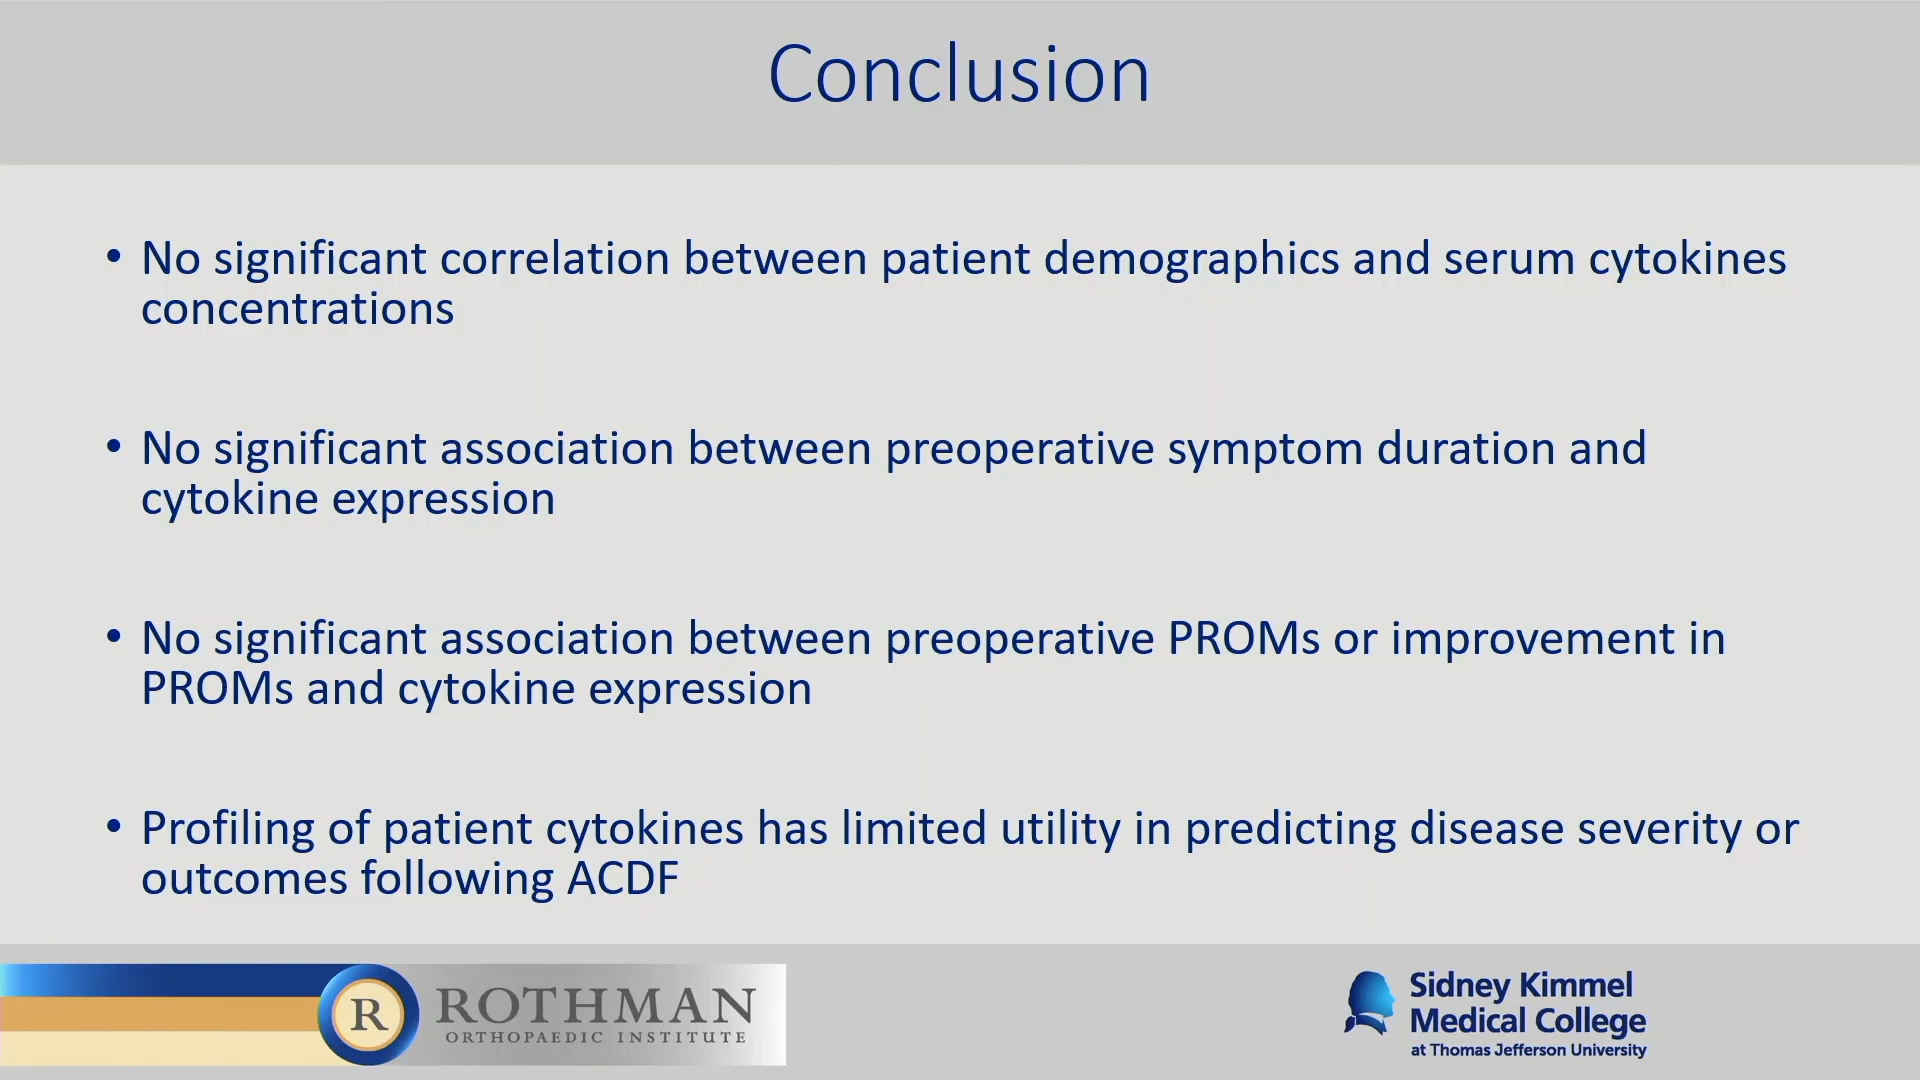 Conclusion
• No significant correlation between patient demographics and serum cytokines
concentrations
• No significant association between preoperative symptom duration and
cytokine expression
• No significant association between preoperative PROMs or improvement in
PROMs and cytokine expression
• Profiling of patient cytokines has limited utility in predicting disease severity or
outcomes following ACDF
R
ROTHMAN
ORTHOPAEDIC INSTITUTE
Sidney Kimmel
Medical College
at Thomas Jefferson University